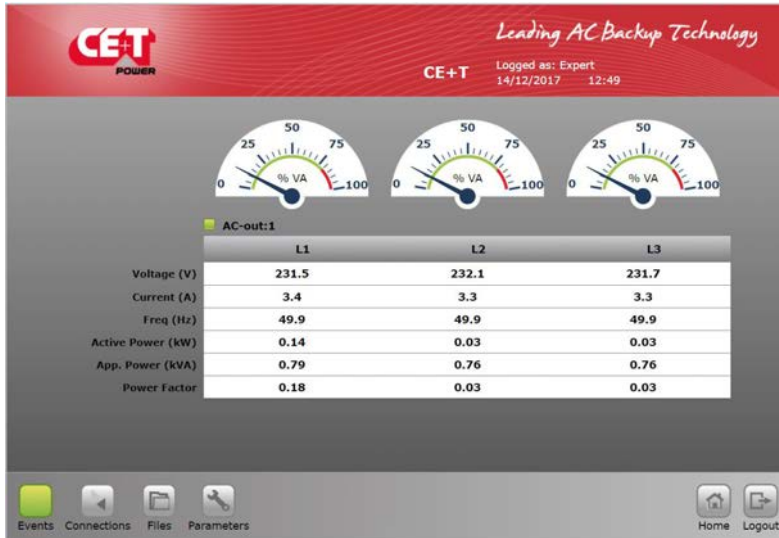 CE+T
POWER
Leading AC Backup Technology
CE+T
Logged as: Expert
14/12/2017 12:49
0 25 50 75 100
% VA
0 25 50 75 100
% VA
0 25 50 75 100
% VA
AC-out:1
L1 L2 L3
Voltage (V) 231.5 232.1 231.7
Current (A) 3.4 3.3 3.3
Freq (Hz) 49.9 49.9 49.9
Active Power (kW) 0.14 0.03 0.03
App. Power (kVA) 0.79 0.76 0.76
Power Factor 0.18 0.03 0.03
Events Connections Files Parameters Home Logout